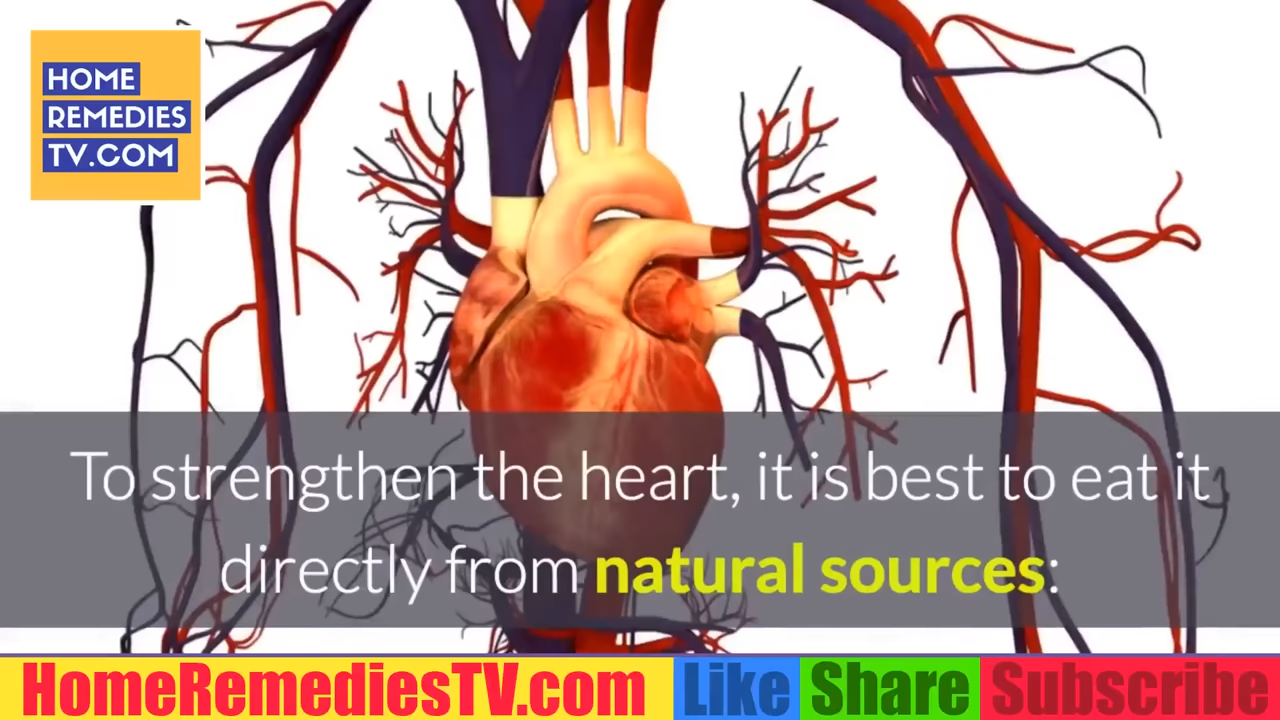 HOME
REMEDIES
TV.COM
To strengthen the heart, it is best to eat it
directly from natural sources:
HomeRemediesTV.com Like Share Subscribe